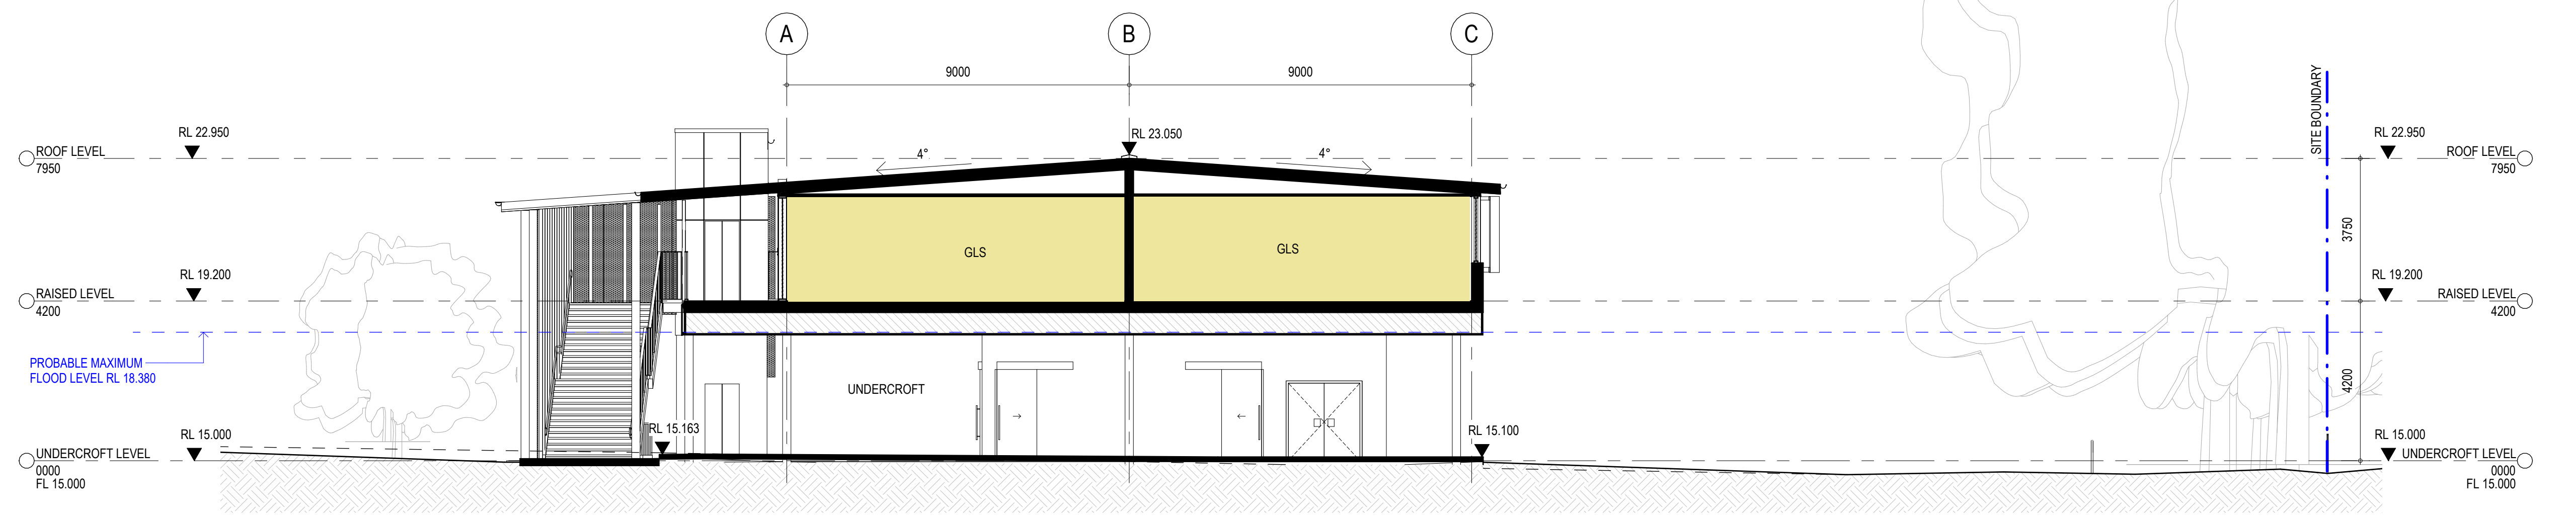 A
B
C
9000
9000
SITE BOUNDARY
RL 22.950
RL 23.050
RL 22.950
ROOF LEVEL
7950
4°
4°
ROOF LEVEL
7950
3750
GLS
GLS
RL 19.200
RL 19.200
RAISED LEVEL
4200
RAISED LEVEL
4200
PROBABLE MAXIMUM
FLOOD LEVEL RL 18.380
UNDERCROFT
4200
RL 15.000
RL 15.163
RL 15.100
RL 15.000
UNDERCROFT LEVEL
0000
FL 15.000
UNDERCROFT LEVEL
0000
FL 15.000